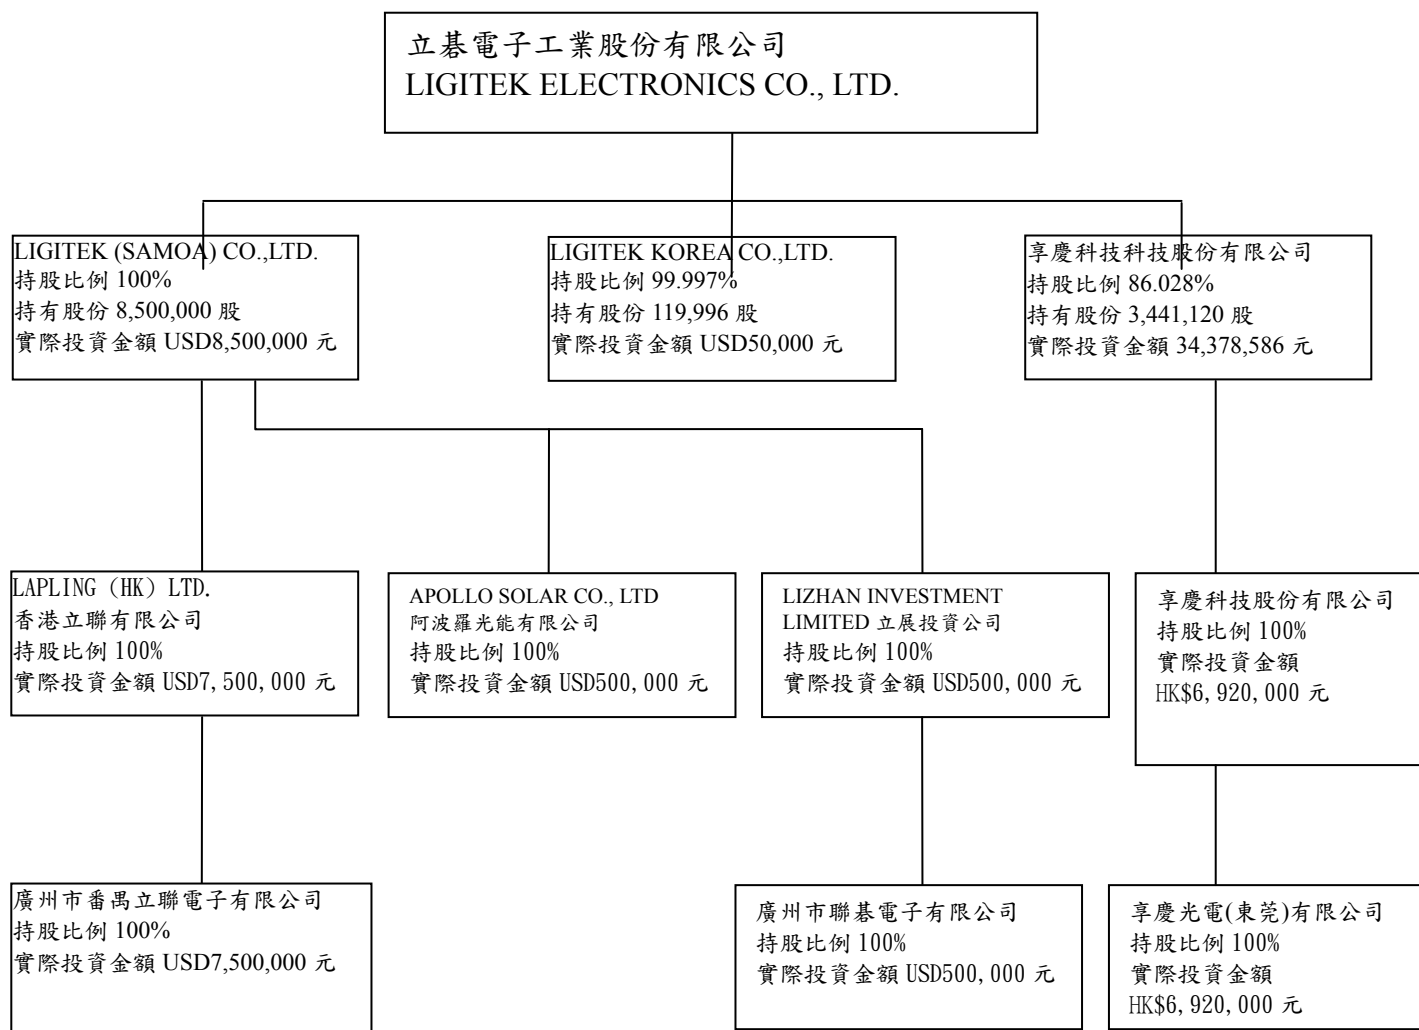 立碁電子工業股份有限公司
LIGITEK ELECTRONICS CO., LTD.
LIGITEK (SAMOA) CO.,LTD.
持股比例 100%
持有股份 8,500,000 股
實際投資金額 USD8,500,000 元
LIGITEK KOREA CO.,LTD.
持股比例 99.997%
持有股份 119,996 股
實際投資金額 USD50,000 元
享慶科技科技股份有限公司
持股比例 86.028%
持有股份 3,441,120 股
實際投資金額 34,378,586 元
LAPLING (HK) LTD.
香港立聯有限公司
持股比例 100%
實際投資金額 USD7,500,000 元
APOLLO SOLAR CO., LTD
阿波羅光能有限公司
持股比例 100%
實際投資金額 USD500,000 元
LIZHAN INVESTMENT
LIMITED 立展投資公司
持股比例 100%
實際投資金額 USD500,000 元
享慶科技股份有限公司
持股比例 100%
實際投資金額
HK$6,920,000 元
廣州市番禺立聯電子有限公司
持股比例 100%
實際投資金額 USD7,500,000 元
廣州市聯碁電子有限公司
持股比例 100%
實際投資金額 USD500,000 元
享慶光電(東莞)有限公司
持股比例 100%
實際投資金額
HK$6,920,000 元